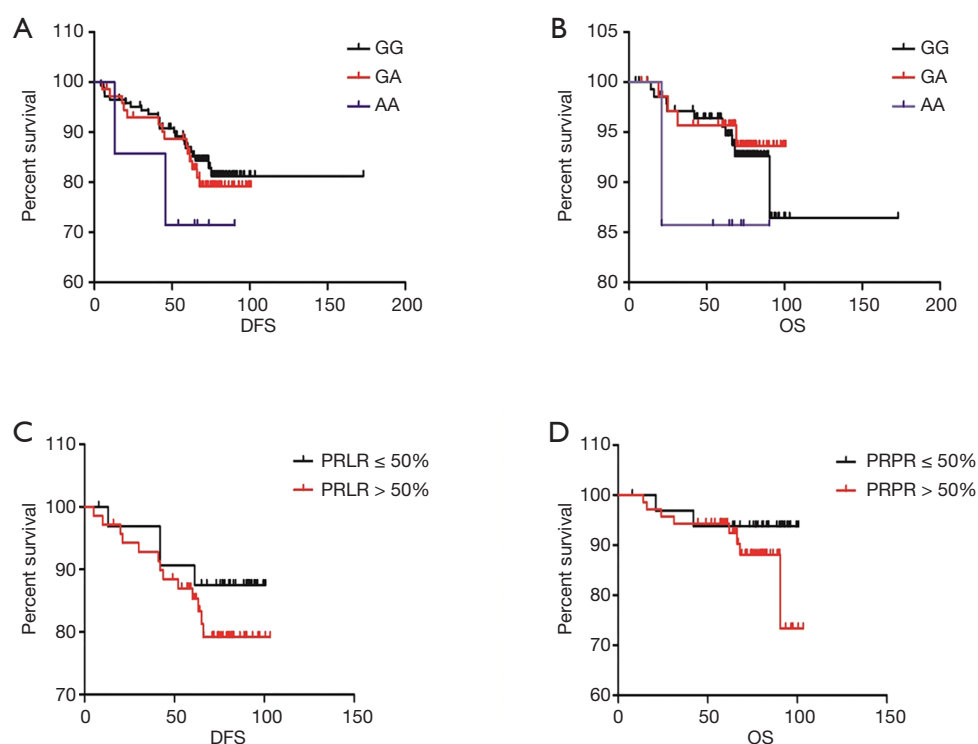 A
110
100
90
80
70
60
Percent survival
0 50 100 150 200
DFS
GG
GA
AA
B
105
100
95
90
85
80
Percent survival
0 50 100 150 200
OS
GG
GA
AA
C
110
100
90
80
70
Percent survival
0 50 100 150
DFS
PRLR ≤ 50%
PRLR > 50%
D
110
100
90
80
70
60
Percent survival
0 50 100 150
OS
PRPR ≤ 50%
PRPR > 50%